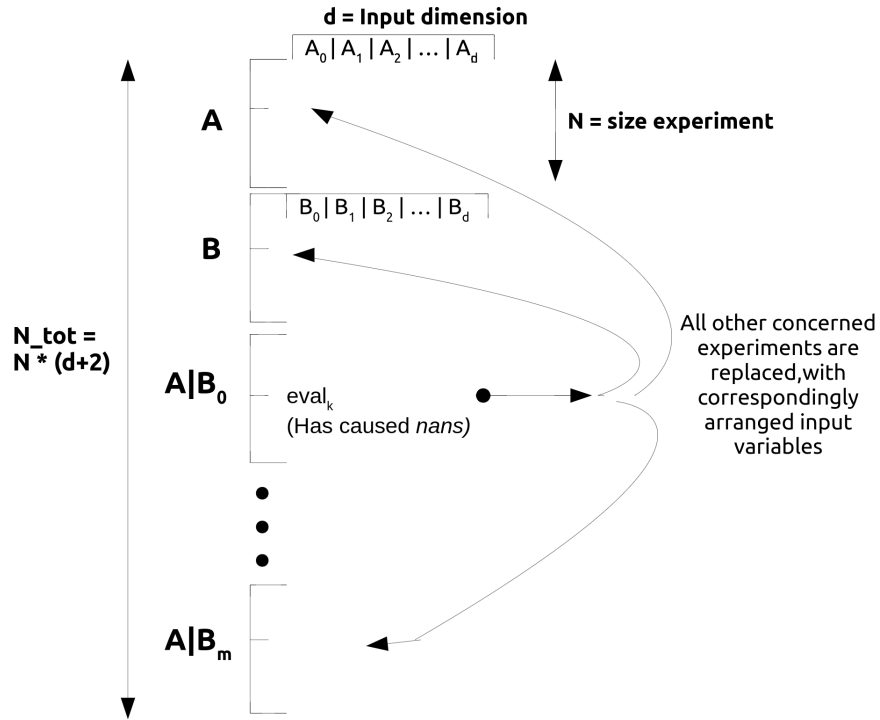 d = Input dimension
A0 | A1 | A2 | ... | Ad
A
N = size experiment
B0 | B1 | B2 | ... | Bd
B
N_tot =
N * (d+2)
A|B0
evalk
(Has caused nans)
All other concerned
experiments are
replaced,with
correspondingly
arranged input
variables
A|Bm